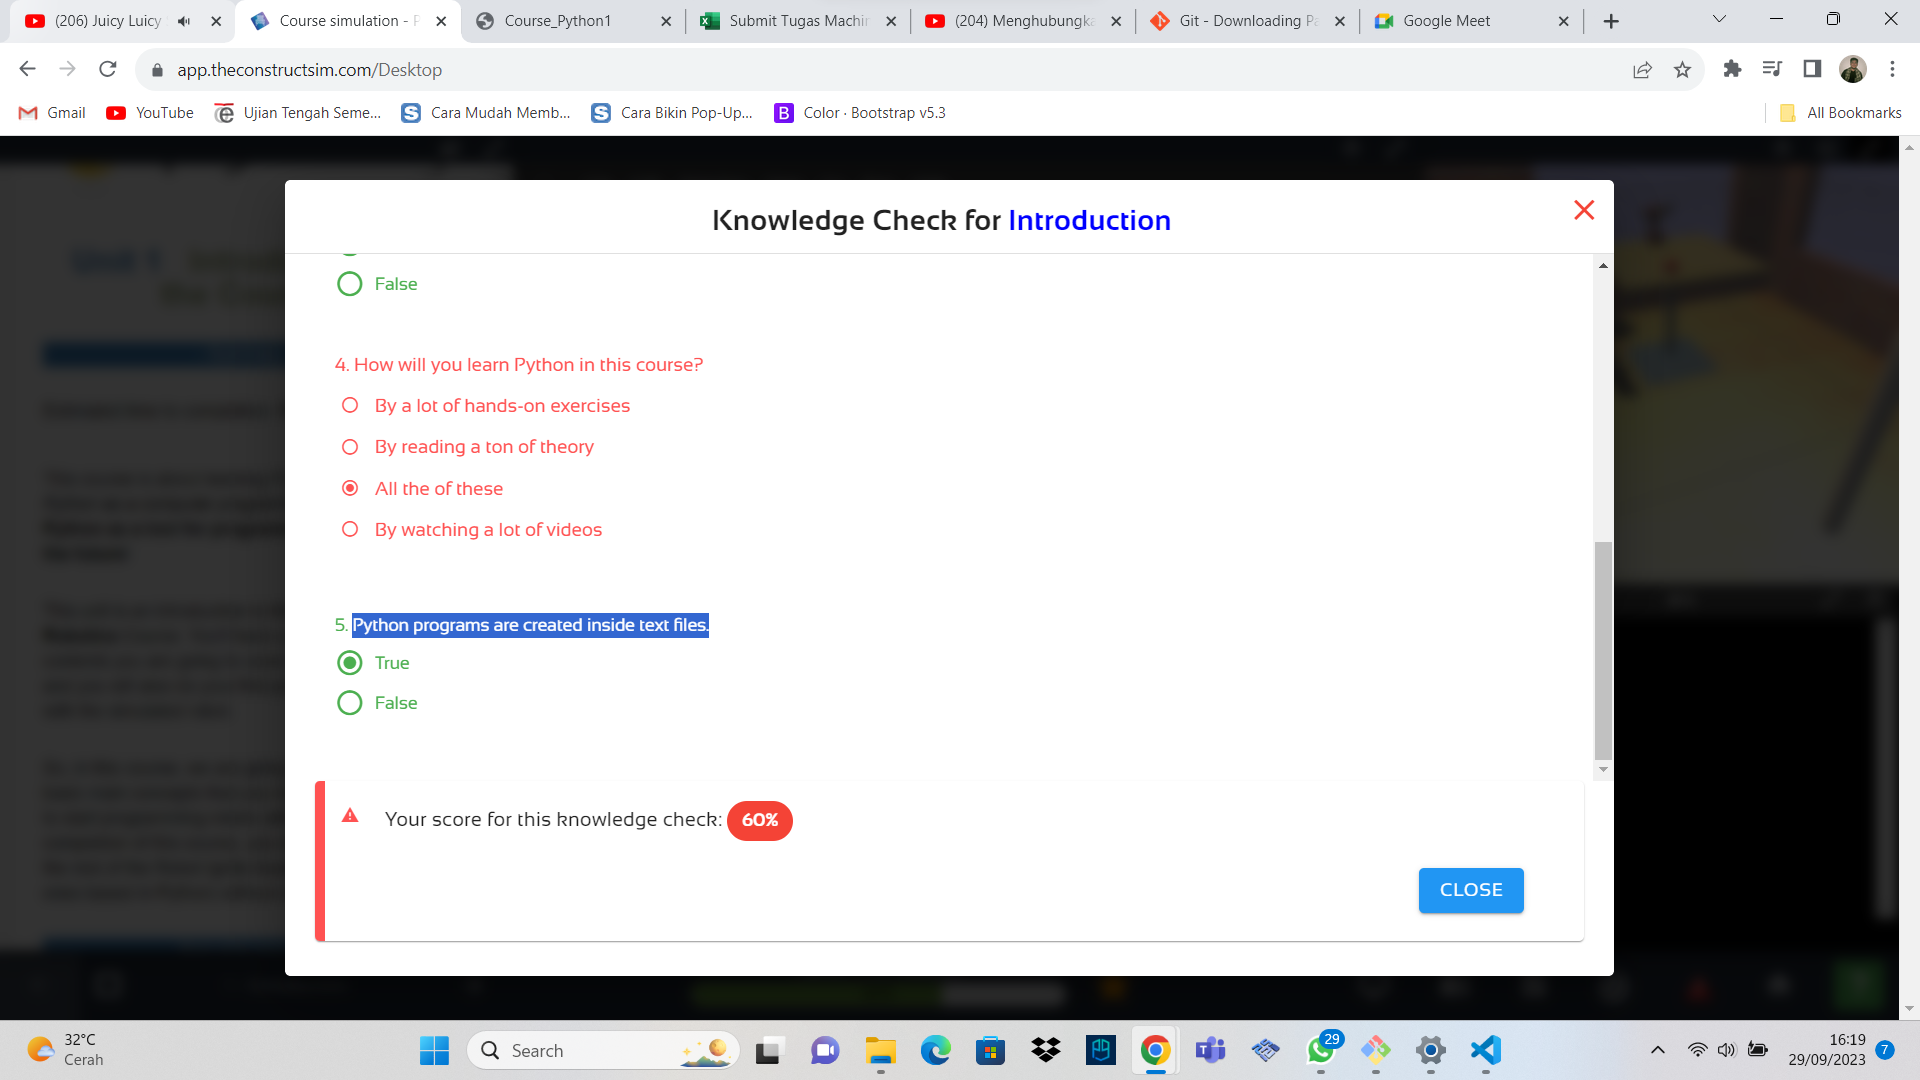 (206) Juicy Luicy
Course simulation - P
Course_Python1
Submit Tugas Machin
(204) Menghubungka
Git - Downloading Pa
Google Meet
app.theconstructsim.com/Desktop
Gmail
YouTube
Ujian Tengah Seme...
Cara Mudah Memb...
Cara Bikin Pop-Up...
Color · Bootstrap v5.3
All Bookmarks
Knowledge Check for Introduction
False
4. How will you learn Python in this course?
By a lot of hands-on exercises
By reading a ton of theory
All the of these
By watching a lot of videos
5. Python programs are created inside text files.
True
False
Your score for this knowledge check: 60%
CLOSE
32°C
Cerah
Search
29
16:19
29/09/2023
7